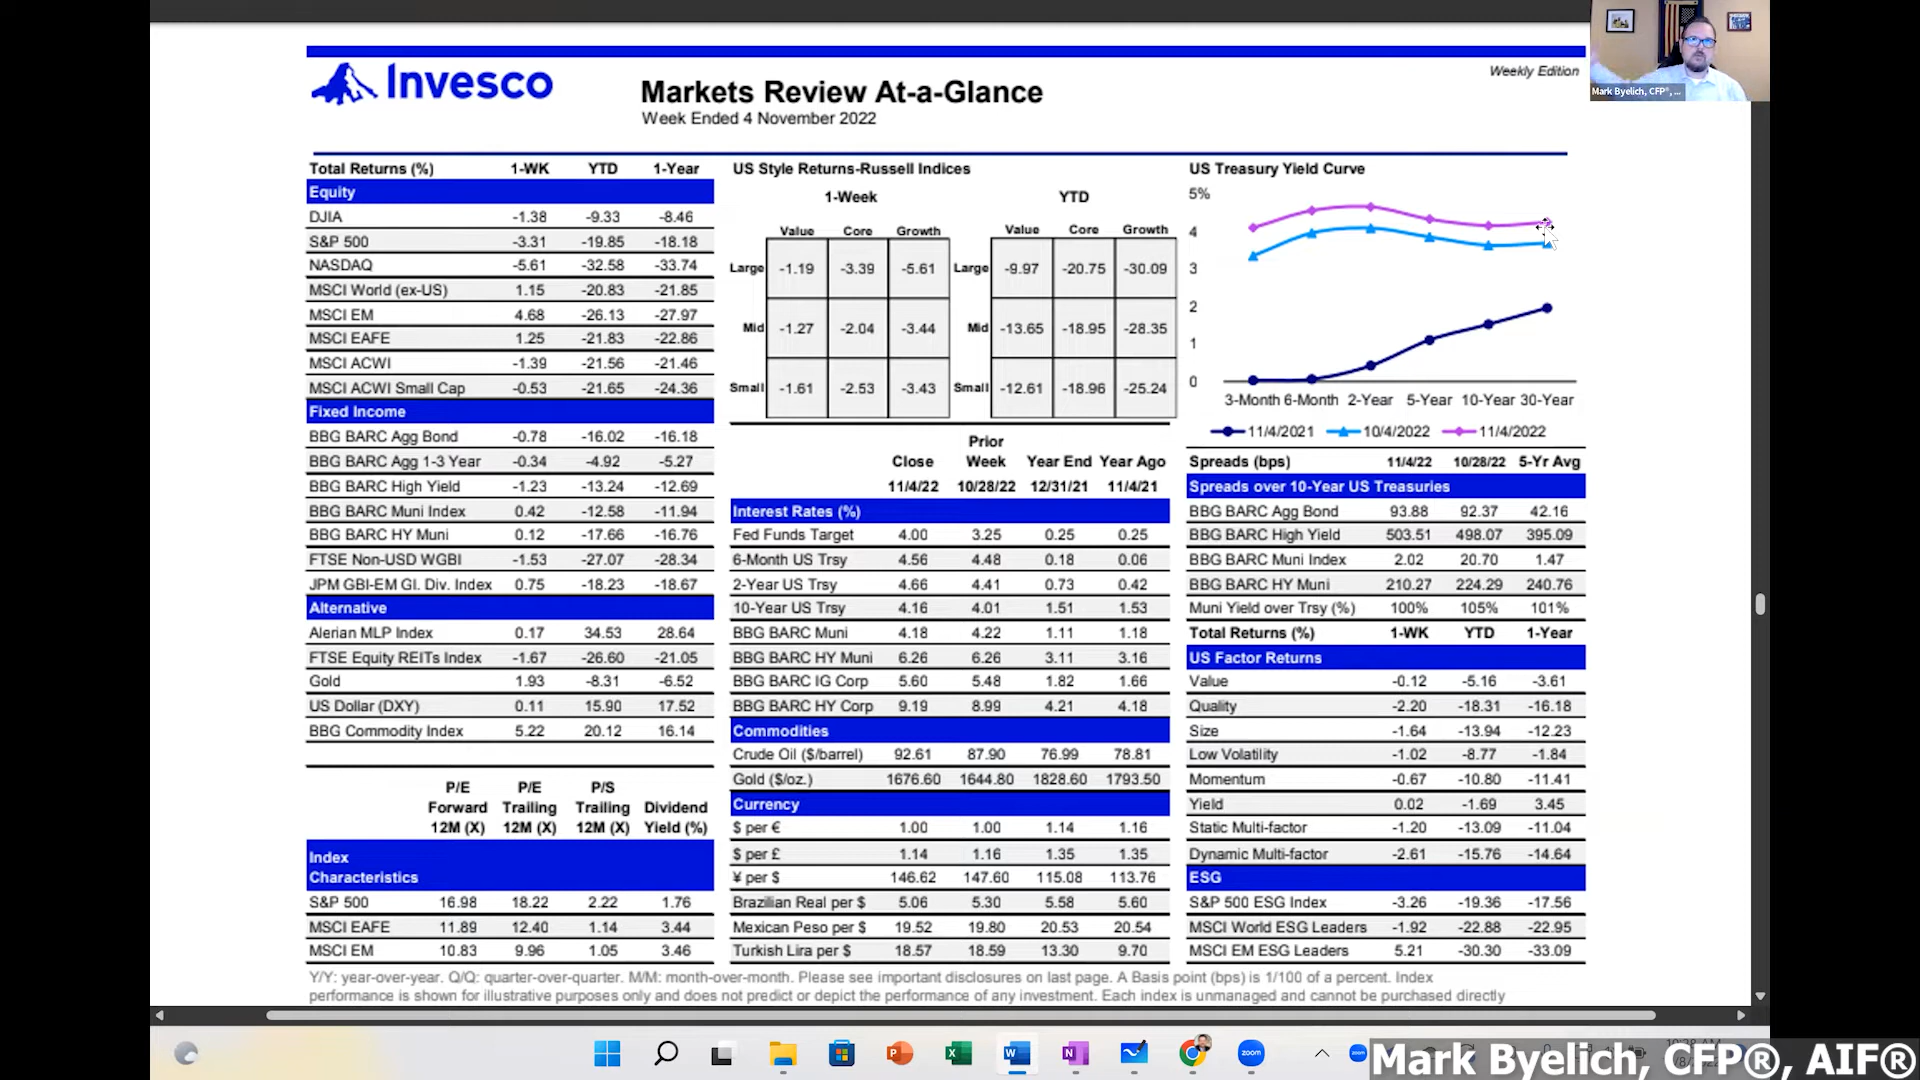 Invesco
Markets Review At-a-Glance
Week Ended 4 November 2022
Weekly Edition
Mark Byelich, CFP®, ...
Total Returns (%) 1-WK YTD 1-Year
Equity
DJIA -1.38 -9.33 -8.46
S&P 500 -3.31 -19.85 -18.18
NASDAQ -5.61 -32.58 -33.74
MSCI World (ex-US) 1.15 -20.83 -21.85
MSCI EM 4.68 -26.13 -27.97
MSCI EAFE 1.25 -21.83 -22.86
MSCI ACWI -1.39 -21.56 -21.46
MSCI ACWI Small Cap -0.53 -21.65 -24.36
Fixed Income
BBG BARC Agg Bond -0.78 -16.02 -16.18
BBG BARC Agg 1-3 Year -0.34 -4.92 -5.27
BBG BARC High Yield -1.23 -13.24 -12.69
BBG BARC Muni Index 0.42 -12.58 -11.94
BBG BARC HY Muni 0.12 -17.66 -16.76
FTSE Non-USD WGBI -1.53 -27.07 -28.34
JPM GBI-EM Gl. Div. Index 0.75 -18.23 -18.67
Alternative
Alerian MLP Index 0.17 34.53 28.64
FTSE Equity REITs Index -1.67 -26.60 -21.05
Gold 1.93 -8.31 -6.52
US Dollar (DXY) 0.11 15.90 17.52
BBG Commodity Index 5.22 20.12 16.14
P/E P/E P/S
Forward Trailing Trailing Dividend
12M (X) 12M (X) 12M (X) Yield (%)
Index
Characteristics
S&P 500 16.98 18.22 2.22 1.76
MSCI EAFE 11.89 12.40 1.14 3.44
MSCI EM 10.83 9.96 1.05 3.46
US Style Returns-Russell Indices
1-Week YTD
Value Core Growth Value Core Growth
Large -1.19 -3.39 -5.61 Large -9.97 -20.75 -30.09
Mid -1.27 -2.04 -3.44 Mid -13.65 -18.95 -28.35
Small -1.61 -2.53 -3.43 Small -12.61 -18.96 -25.24
Prior
Close Week Year End Year Ago
11/4/22 10/28/22 12/31/21 11/4/21
Interest Rates (%)
Fed Funds Target 4.00 3.25 0.25 0.25
6-Month US Trsy 4.56 4.48 0.18 0.06
2-Year US Trsy 4.66 4.41 0.73 0.42
10-Year US Trsy 4.16 4.01 1.51 1.53
BBG BARC Muni 4.18 4.22 1.11 1.18
BBG BARC HY Muni 6.26 6.26 3.11 3.16
BBG BARC IG Corp 5.60 5.48 1.82 1.66
BBG BARC HY Corp 9.19 8.99 4.21 4.18
Commodities
Crude Oil ($/barrel) 92.61 87.90 76.99 78.81
Gold ($/oz.) 1676.60 1644.80 1828.60 1793.50
Currency
$ per € 1.00 1.00 1.14 1.16
$ per £ 1.14 1.16 1.35 1.35
¥ per $ 146.62 147.60 115.08 113.76
Brazilian Real per $ 5.06 5.30 5.58 5.60
Mexican Peso per $ 19.52 19.80 20.53 20.54
Turkish Lira per $ 18.57 18.59 13.30 9.70
US Treasury Yield Curve
5%
4
3
2
1
0
3-Month 6-Month 2-Year 5-Year 10-Year 30-Year
11/4/2021 10/4/2022 11/4/2022
Spreads (bps) 11/4/22 10/28/22 5-Yr Avg
Spreads over 10-Year US Treasuries
BBG BARC Agg Bond 93.88 92.37 42.16
BBG BARC High Yield 503.51 498.07 395.09
BBG BARC Muni Index 2.02 20.70 1.47
BBG BARC HY Muni 210.27 224.29 240.76
Muni Yield over Trsy (%) 100% 105% 101%
Total Returns (%) 1-WK YTD 1-Year
US Factor Returns
Value -0.12 -5.16 -3.61
Quality -2.20 -18.31 -16.18
Size -1.64 -13.94 -12.23
Low Volatility -1.02 -8.77 -1.84
Momentum -0.67 -10.80 -11.41
Yield 0.02 -1.69 3.45
Static Multi-factor -1.20 -13.09 -11.04
Dynamic Multi-factor -2.61 -15.76 -14.64
ESG
S&P 500 ESG Index -3.26 -19.36 -17.56
MSCI World ESG Leaders -1.92 -22.88 -22.95
MSCI EM ESG Leaders 5.21 -30.30 -33.09
Y/Y: year-over-year. Q/Q: quarter-over-quarter. M/M: month-over-month. Please see important disclosures on last page. A Basis point (bps) is 1/100 of a percent. Index
performance is shown for illustrative purposes only and does not predict or depict the performance of any investment. Each index is unmanaged and cannot be purchased directly
Mark Byelich, CFP®, AIF®